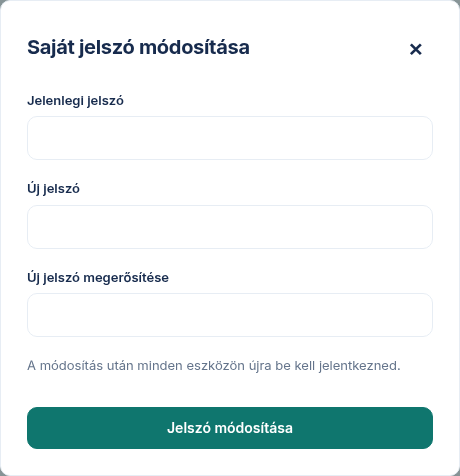 Saját jelszó módosítása
×
Jelenlegi jelszó
Új jelszó
Új jelszó megerősítése
A módosítás után minden eszközön újra be kell jelentkezned.
Jelszó módosítása